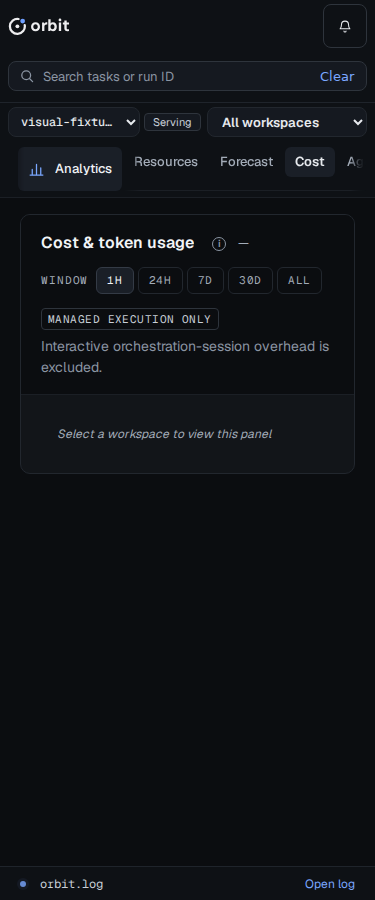 orbit
Search tasks or run ID Clear
visual-fixtu… Serving All workspaces
Analytics Resources Forecast Cost Ag
Cost & token usage i —
WINDOW 1H 24H 7D 30D ALL
MANAGED EXECUTION ONLY
Interactive orchestration-session overhead is
excluded.
Select a workspace to view this panel
orbit.log Open log